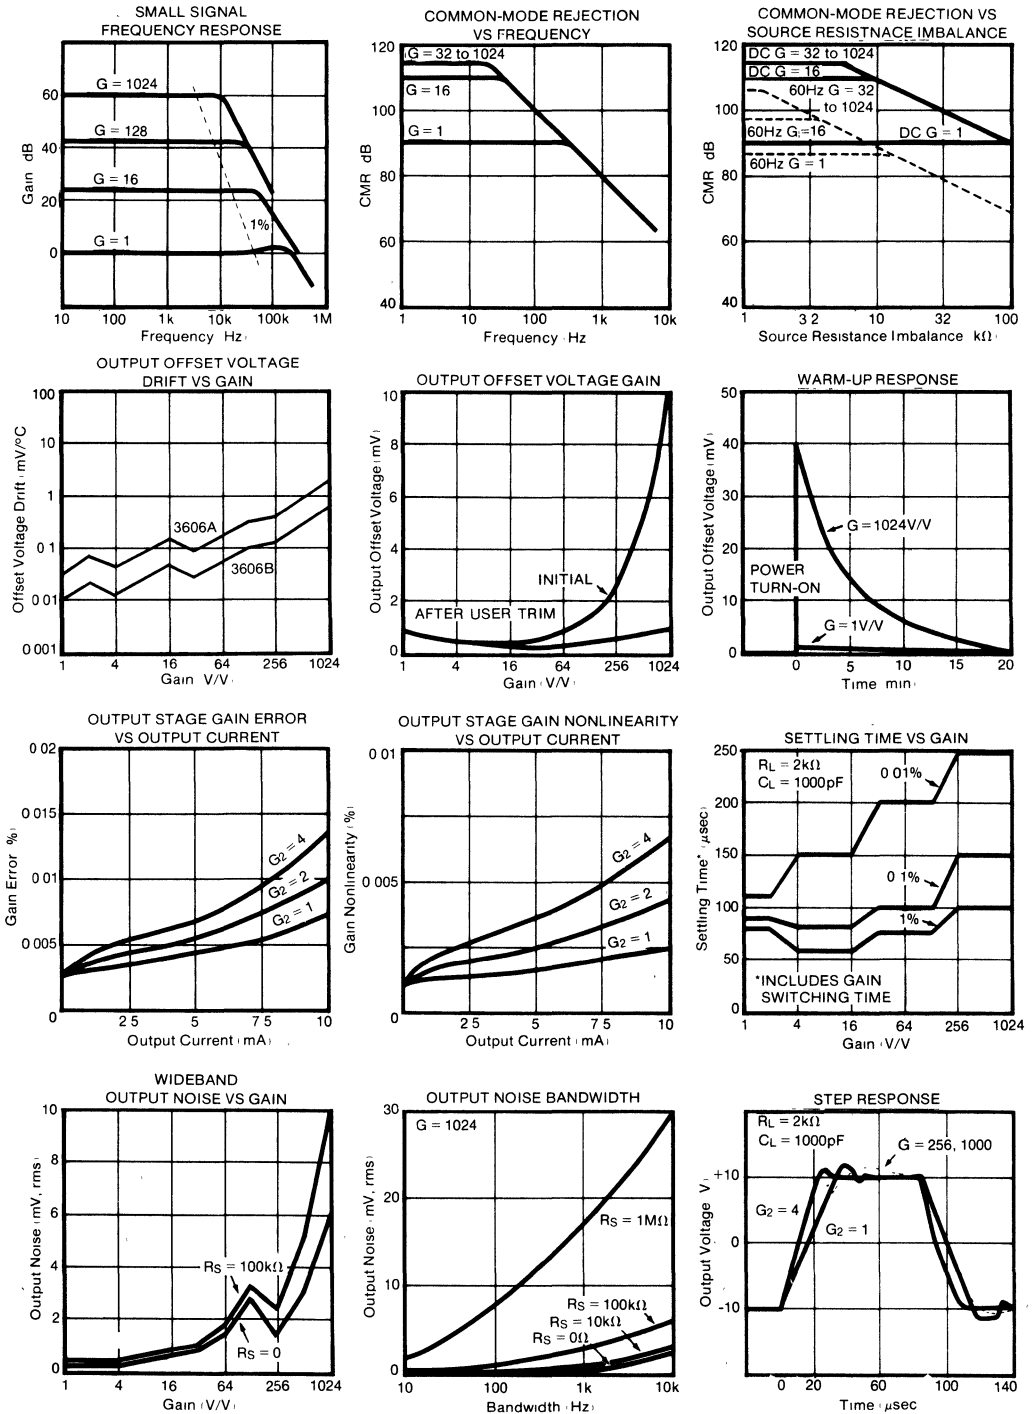 SMALL SIGNAL
FREQUENCY RESPONSE
60
40
20
0
Gain dB
G = 1024
G = 128
G = 16
G = 1
1%
10 100 1k 10k 100k 1M
Frequency Hz
COMMON-MODE REJECTION
VS FREQUENCY
120
100
80
60
40
CMR dB
G = 32 to 1024
G = 16
G = 1
1 10 100 1k 10k
Frequency Hz
COMMON-MODE REJECTION VS
SOURCE RESISTNACE IMBALANCE
120
100
80
60
40
CMR dB
DC G = 32 to 1024
DC G = 16
60Hz G = 32
to 1024
60Hz G = 16
DC G = 1
60Hz G = 1
1 3 2 10 32 100
Source Resistance Imbalance kΩ
OUTPUT OFFSET VOLTAGE
DRIFT VS GAIN
100
10
1
0 1
0 01
0 001
Offset Voltage Drift mV/°C
3606A
3606B
1 4 16 64 256 1024
Gain V/V
OUTPUT OFFSET VOLTAGE GAIN
10
8
6
4
2
0
Output Offset Voltage (mV)
INITIAL
AFTER USER TRIM
1 4 16 64 256 1024
Gain (V/V)
WARM-UP RESPONSE
50
40
30
20
10
0
Output Offset Voltage (mV)
G = 1024V/V
POWER
TURN-ON
G = 1V/V
0 5 10 15 20
Time min
OUTPUT STAGE GAIN ERROR
VS OUTPUT CURRENT
0 02
0 015
0 01
0 005
0
Gain Error %)
G2 = 4
G2 = 2
G2 = 1
2 5 5 7 5 10
Output Current (mA)
OUTPUT STAGE GAIN NONLINEARITY
VS OUTPUT CURRENT
0 01
0 005
0
Gain Nonlinearity (%)
G2 = 4
G2 = 2
G2 = 1
2 5 5 7 5 10
Output Current (mA)
SETTLING TIME VS GAIN
250
200
150
100
50
0
Settling Time* (μsec)
RL = 2kΩ
CL = 1000pF
0 01%
0 1%
1%
*INCLUDES GAIN
SWITCHING TIME
1 4 16 64 256 1024
Gain (V/V
WIDEBAND
OUTPUT NOISE VS GAIN
10
8
6
4
2
0
Output Noise (mV, rms)
RS = 100kΩ
RS = 0
1 4 16 64 256 1024
Gain (V/V)
OUTPUT NOISE BANDWIDTH
30
20
10
0
Output Noise (mV, rms)
G = 1024
RS = 1MΩ
RS = 100kΩ
RS = 10kΩ
RS = 0Ω
10 100 1k 10k
Bandwidth (Hz)
STEP RESPONSE
+10
0
-10
Output Voltage V)
RL = 2kΩ
CL = 1000pF
G = 256, 1000
G2 = 4
G2 = 1
0 20 60 100 140
Time (μsec